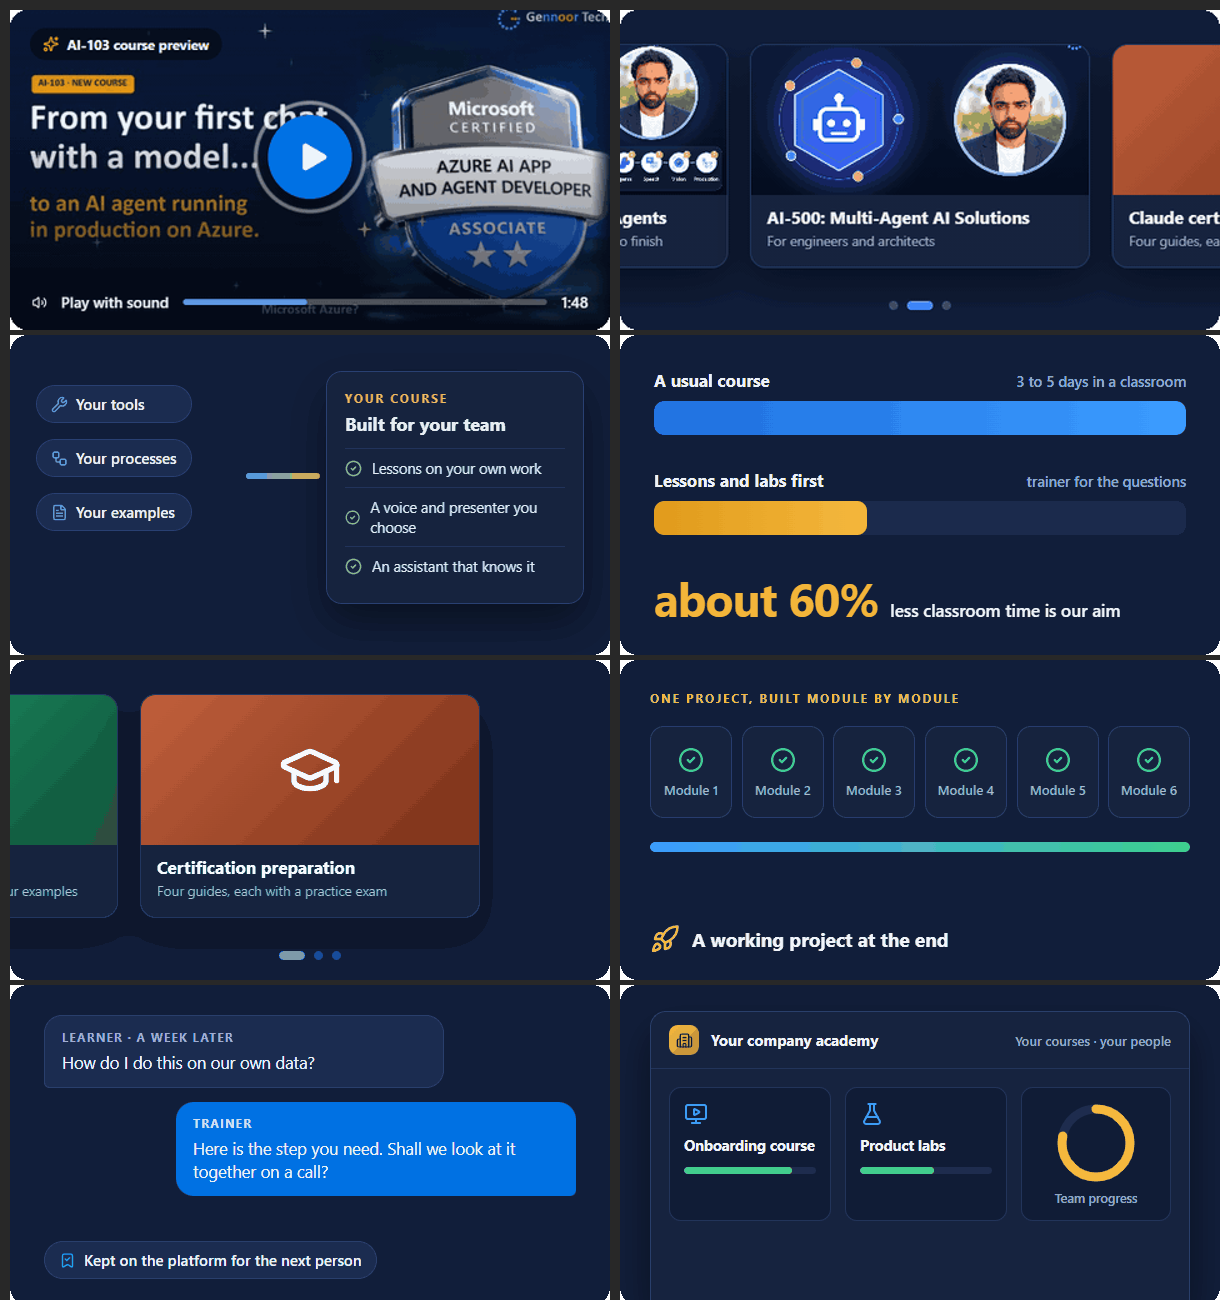 Gennoor Tech
AI-103 course preview
AI-103 · NEW COURSE
From your first chat
with a model...
to an AI agent running
in production on Azure.
Microsoft
CERTIFIED
AZURE AI APP
AND AGENT DEVELOPER
ASSOCIATE
Play with sound
1:48
Microsoft Azure?
Agents
o finish
AI-500: Multi-Agent AI Solutions
For engineers and architects
Claude cert
Four guides, ea
Your tools
Your processes
Your examples
YOUR COURSE
Built for your team
Lessons on your own work
A voice and presenter you
choose
An assistant that knows it
A usual course
3 to 5 days in a classroom
Lessons and labs first
trainer for the questions
about 60% less classroom time is our aim
ur examples
Certification preparation
Four guides, each with a practice exam
ONE PROJECT, BUILT MODULE BY MODULE
Module 1
Module 2
Module 3
Module 4
Module 5
Module 6
A working project at the end
LEARNER · A WEEK LATER
How do I do this on our own data?
TRAINER
Here is the step you need. Shall we look at it
together on a call?
Kept on the platform for the next person
Your company academy
Your courses · your people
Onboarding course
Product labs
Team progress